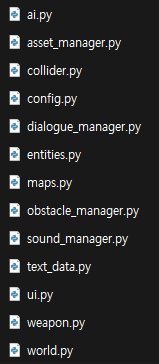 ai.py
asset_manager.py
collider.py
config.py
dialogue_manager.py
entities.py
maps.py
obstacle_manager.py
sound_manager.py
text_data.py
ui.py
weapon.py
world.py